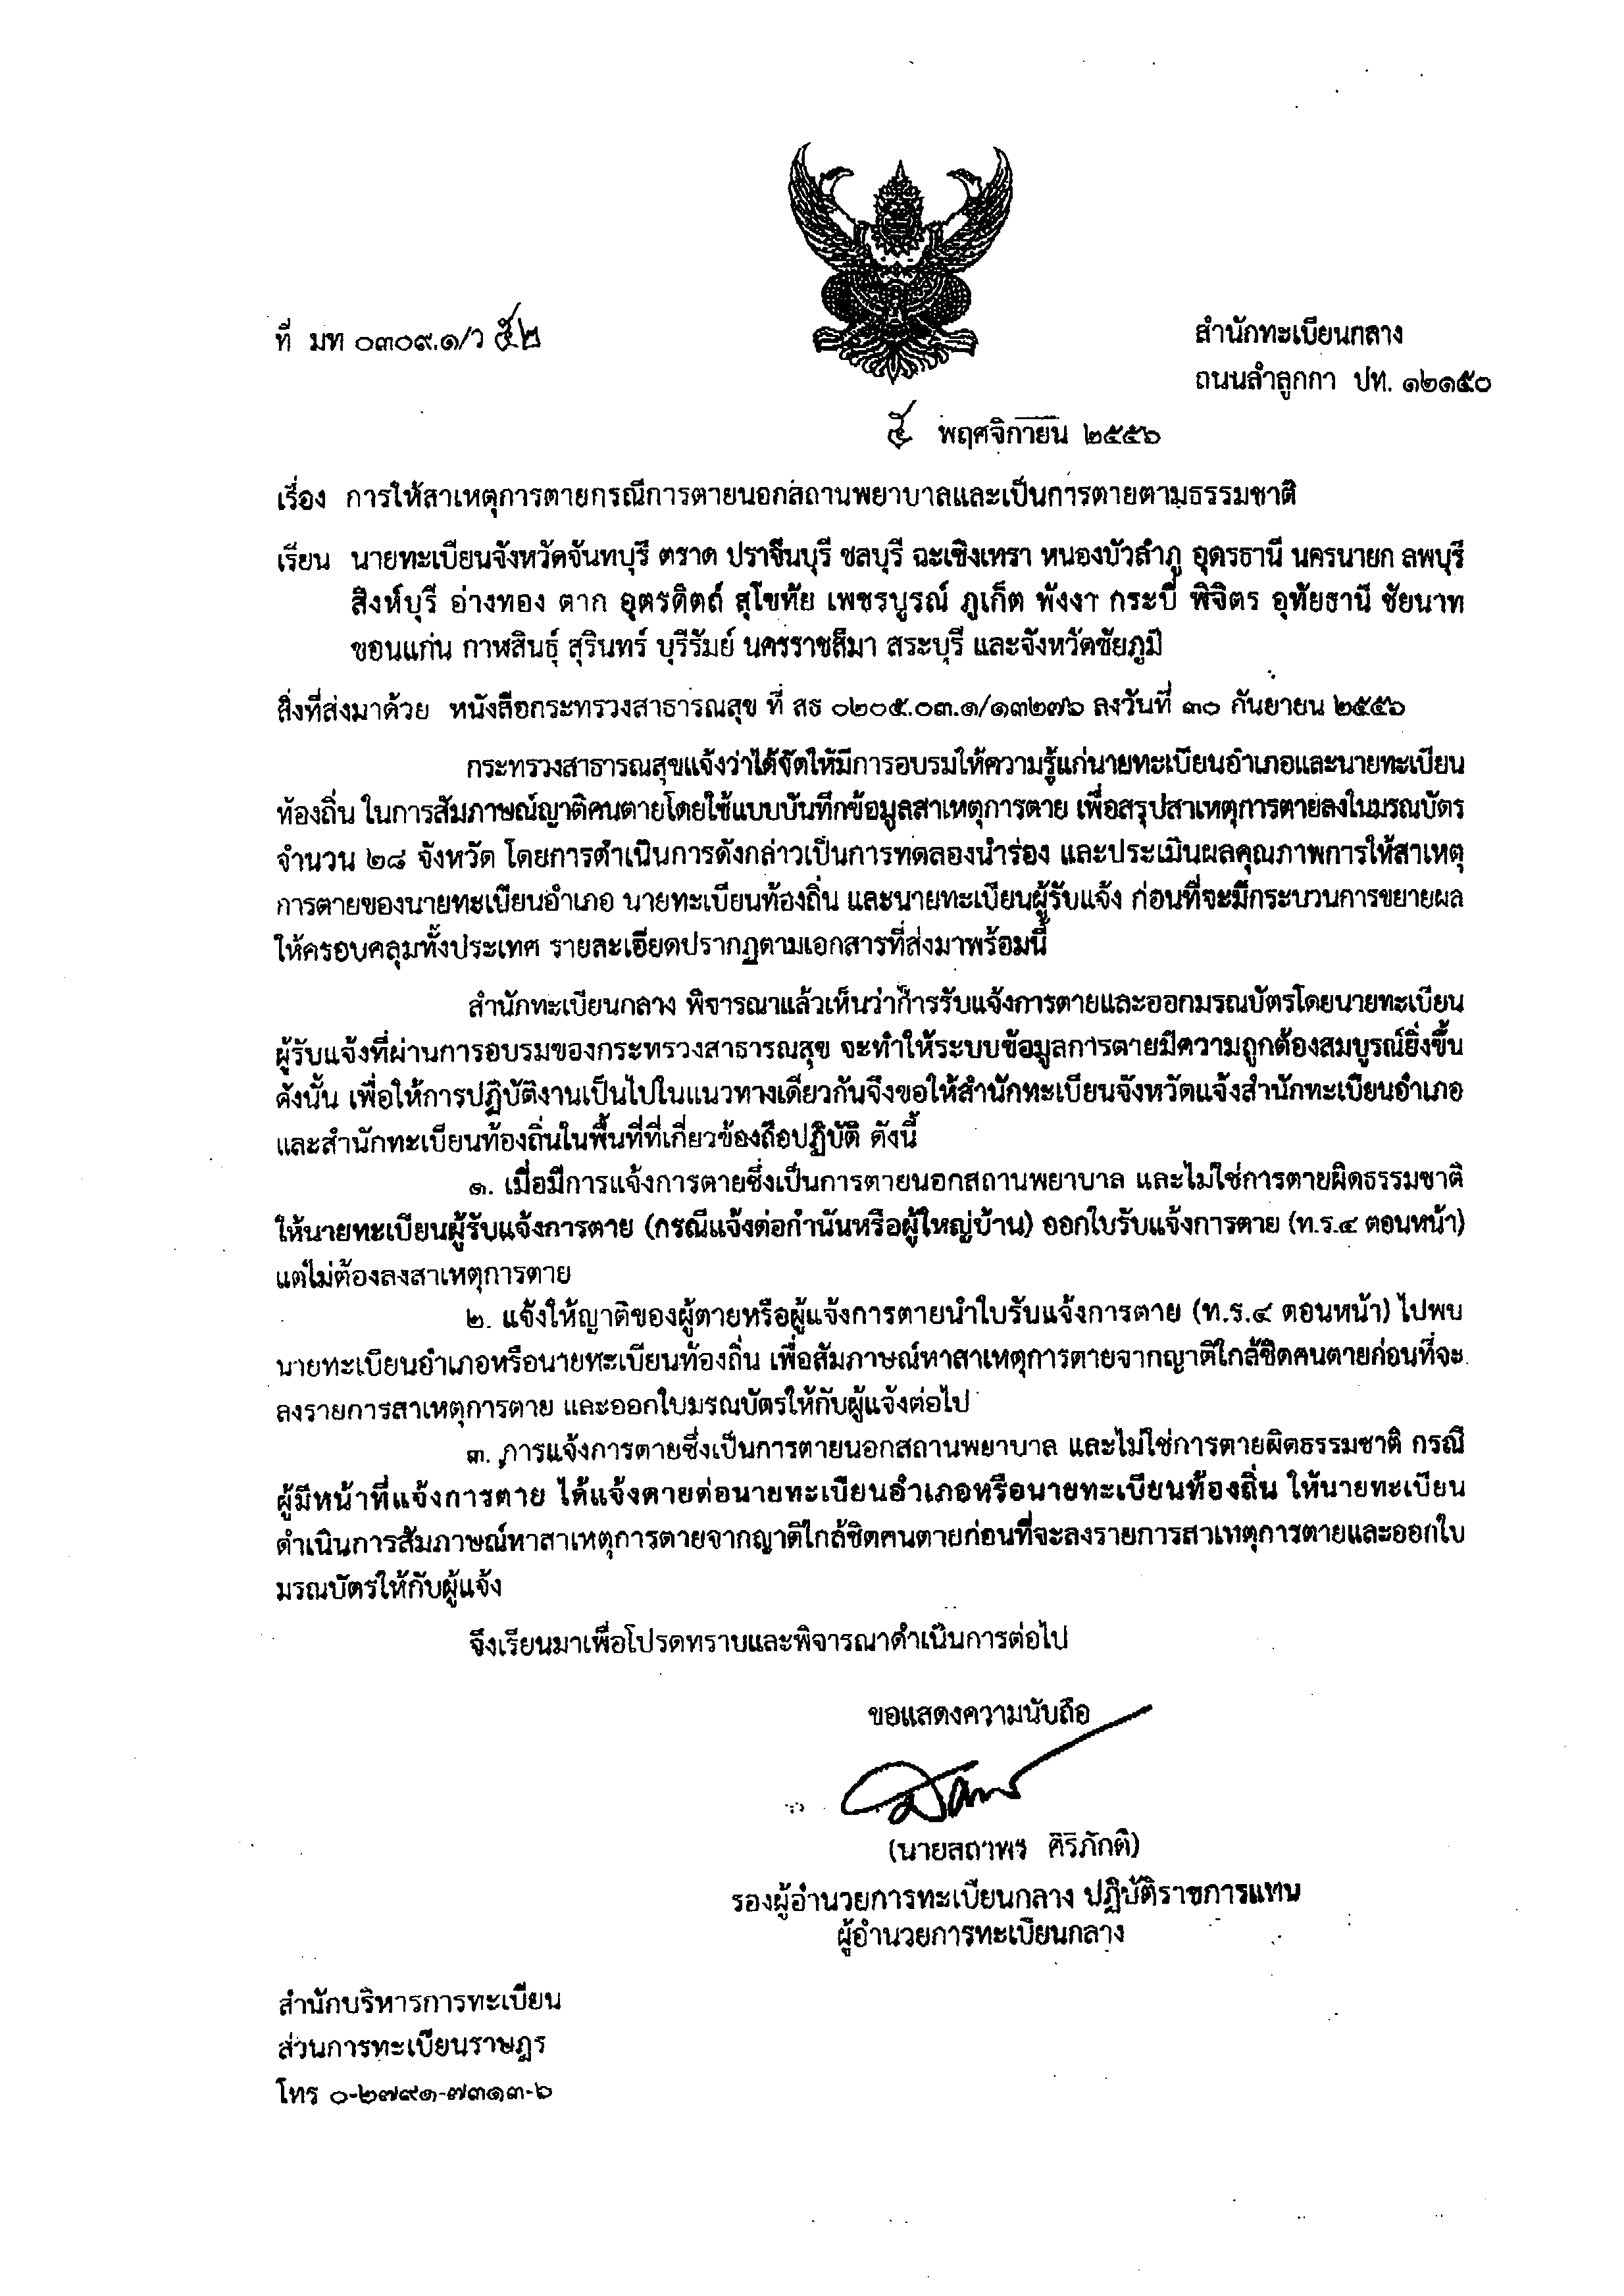 ที่ มท ๐๓๐๙.๑/ว ๕๒
สำนักทะเบียนกลาง
ถนนลำลูกกา ปท. ๑๒๑๕๐
๕ พฤศจิกายน ๒๕๕๖
เรื่อง การให้สาเหตุการตายกรณีการตายนอกสถานพยาบาลและเป็นการตายตามธรรมชาติ
เรียน นายทะเบียนจังหวัดจันทบุรี ตราด ปราจีนบุรี ชลบุรี ฉะเชิงเทรา หนองบัวลำภู อุดรธานี นครนายก ลพบุรี
สิงห์บุรี อ่างทอง ตาก อุตรดิตถ์ สุโขทัย เพชรบูรณ์ ภูเก็ต พังงา กระบี่ พิจิตร อุทัยธานี ชัยนาท
ขอนแก่น กาฬสินธุ์ สุรินทร์ บุรีรัมย์ นครราชสีมา สระบุรี และจังหวัดชัยภูมิ
สิ่งที่ส่งมาด้วย หนังสือกระทรวงสาธารณสุข ที่ สธ ๐๒๐๕.๐๓.๑/๑๓๒๗๖ ลงวันที่ ๓๐ กันยายน ๒๕๕๖
กระทรวงสาธารณสุขแจ้งว่าได้จัดให้มีการอบรมให้ความรู้แก่นายทะเบียนอำเภอและนายทะเบียน
ท้องถิ่น ในการสัมภาษณ์ญาติคนตายโดยใช้แบบบันทึกข้อมูลสาเหตุการตาย เพื่อสรุปสาเหตุการตายลงในมรณบัตร
จำนวน ๒๘ จังหวัด โดยการดำเนินการดังกล่าวเป็นการทดลองนำร่อง และประเมินผลคุณภาพการให้สาเหตุ
การตายของนายทะเบียนอำเภอ นายทะเบียนท้องถิ่น และนายทะเบียนผู้รับแจ้ง ก่อนที่จะมีกระบวนการขยายผล
ให้ครอบคลุมทั้งประเทศ รายละเอียดปรากฏตามเอกสารที่ส่งมาพร้อมนี้
สำนักทะเบียนกลาง พิจารณาแล้วเห็นว่าการรับแจ้งการตายและออกมรณบัตรโดยนายทะเบียน
ผู้รับแจ้งที่ผ่านการอบรมของกระทรวงสาธารณสุข จะทำให้ระบบข้อมูลการตายมีความถูกต้องสมบูรณ์ยิ่งขึ้น
ดังนั้น เพื่อให้การปฏิบัติงานเป็นไปในแนวทางเดียวกันจึงขอให้สำนักทะเบียนจังหวัดแจ้งสำนักทะเบียนอำเภอ
และสำนักทะเบียนท้องถิ่นในพื้นที่ที่เกี่ยวข้องถือปฏิบัติ ดังนี้
๑. เมื่อมีการแจ้งการตายซึ่งเป็นการตายนอกสถานพยาบาล และไม่ใช่การตายผิดธรรมชาติ
ให้นายทะเบียนผู้รับแจ้งการตาย (กรณีแจ้งต่อกำนันหรือผู้ใหญ่บ้าน) ออกใบรับแจ้งการตาย (ท.ร.๔ ตอนหน้า)
แต่ไม่ต้องลงสาเหตุการตาย
๒. แจ้งให้ญาติของผู้ตายหรือผู้แจ้งการตายนำใบรับแจ้งการตาย (ท.ร.๔ ตอนหน้า) ไปพบ
นายทะเบียนอำเภอหรือนายทะเบียนท้องถิ่น เพื่อสัมภาษณ์หาสาเหตุการตายจากญาติใกล้ชิดคนตายก่อนที่จะ
ลงรายการสาเหตุการตาย และออกใบมรณบัตรให้กับผู้แจ้งต่อไป
๓. การแจ้งการตายซึ่งเป็นการตายนอกสถานพยาบาล และไม่ใช่การตายผิดธรรมชาติ กรณี
ผู้มีหน้าที่แจ้งการตาย ได้แจ้งตายต่อนายทะเบียนอำเภอหรือนายทะเบียนท้องถิ่น ให้นายทะเบียน
ดำเนินการสัมภาษณ์หาสาเหตุการตายจากญาติใกล้ชิดคนตายก่อนที่จะลงรายการสาเหตุการตายและออกใบ
มรณบัตรให้กับผู้แจ้ง
จึงเรียนมาเพื่อโปรดทราบและพิจารณาดำเนินการต่อไป
ขอแสดงความนับถือ
(นายสถาพร ศิริภักดี)
รองผู้อำนวยการทะเบียนกลาง ปฏิบัติราชการแทน
ผู้อำนวยการทะเบียนกลาง
สำนักบริหารการทะเบียน
ส่วนการทะเบียนราษฎร
โทร ๐-๒๗๙๑-๗๓๑๓-๖